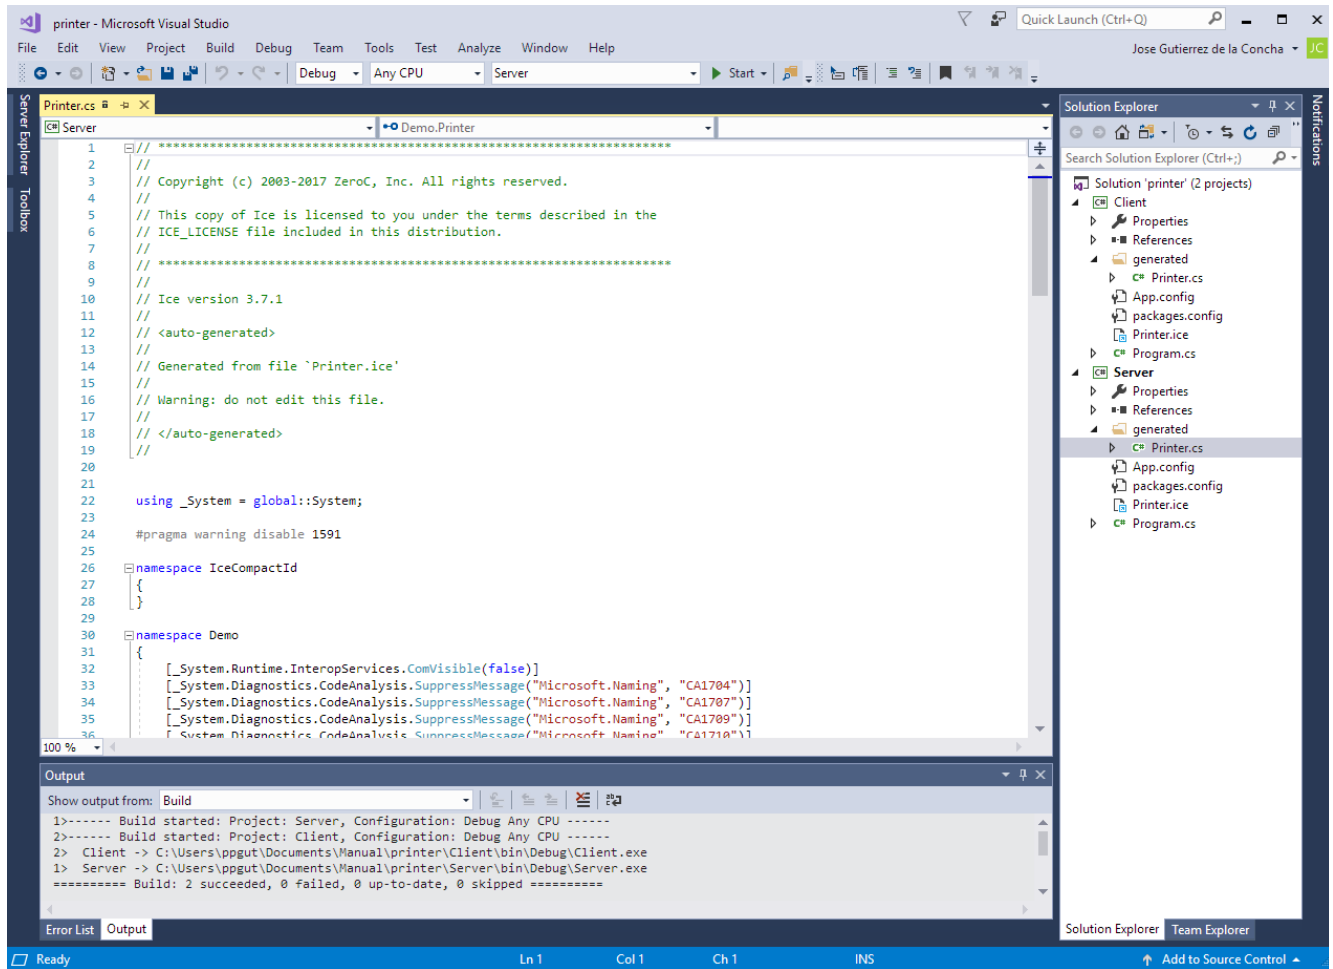 printer - Microsoft Visual Studio
Quick Launch (Ctrl+Q)
File Edit View Project Build Debug Team Tools Test Analyze Window Help
Jose Gutierrez de la Concha
JC
Debug Any CPU Server Start
Server Explorer
Toolbox
Printer.cs
Server Demo.Printer
1 // **********************************************************************
2 //
3 // Copyright (c) 2003-2017 ZeroC, Inc. All rights reserved.
4 //
5 // This copy of Ice is licensed to you under the terms described in the
6 // ICE_LICENSE file included in this distribution.
7 //
8 // **********************************************************************
9 //
10 // Ice version 3.7.1
11 //
12 // <auto-generated>
13 //
14 // Generated from file `Printer.ice'
15 //
16 // Warning: do not edit this file.
17 //
18 // </auto-generated>
19 //
20
21
22 using _System = global::System;
23
24 #pragma warning disable 1591
25
26 namespace IceCompactId
27 {
28 }
29
30 namespace Demo
31 {
32 [_System.Runtime.InteropServices.ComVisible(false)]
33 [_System.Diagnostics.CodeAnalysis.SuppressMessage("Microsoft.Naming", "CA1704")]
34 [_System.Diagnostics.CodeAnalysis.SuppressMessage("Microsoft.Naming", "CA1707")]
35 [_System.Diagnostics.CodeAnalysis.SuppressMessage("Microsoft.Naming", "CA1709")]
36 [_System.Diagnostics.CodeAnalysis.SuppressMessage("Microsoft.Naming", "CA1710")]
100 %
Output
Show output from: Build
1>------ Build started: Project: Server, Configuration: Debug Any CPU ------
2>------ Build started: Project: Client, Configuration: Debug Any CPU ------
2> Client -> C:\Users\ppgut\Documents\Manual\printer\Client\bin\Debug\Client.exe
1> Server -> C:\Users\ppgut\Documents\Manual\printer\Server\bin\Debug\Server.exe
========== Build: 2 succeeded, 0 failed, 0 up-to-date, 0 skipped ==========
Error List Output
Solution Explorer
Search Solution Explorer (Ctrl+;)
Solution 'printer' (2 projects)
C# Client
Properties
References
generated
C# Printer.cs
App.config
packages.config
Printer.ice
C# Program.cs
C# Server
Properties
References
generated
C# Printer.cs
App.config
packages.config
Printer.ice
C# Program.cs
Solution Explorer Team Explorer
Notifications
Ready Ln 1 Col 1 Ch 1 INS Add to Source Control